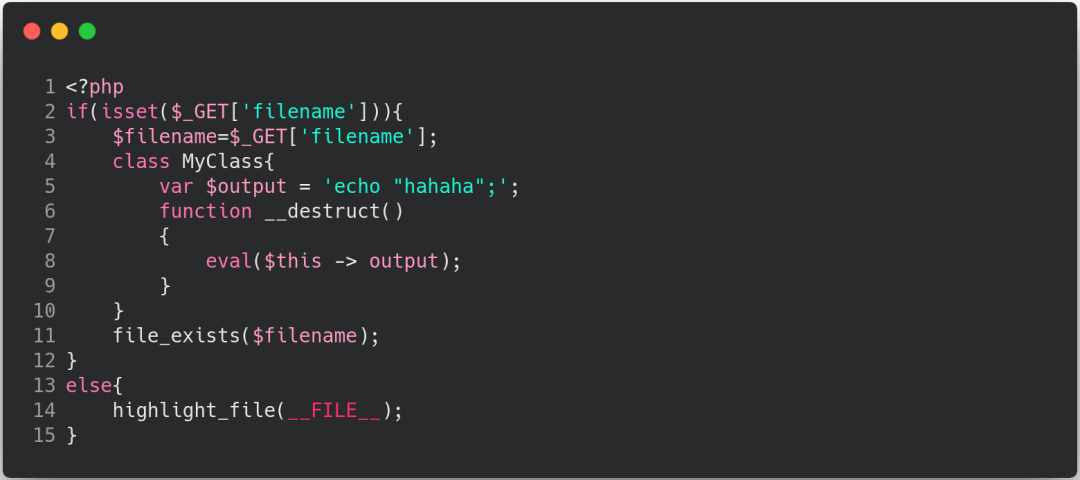 1 <?php
2 if(isset($_GET['filename'])){
3     $filename=$_GET['filename'];
4     class MyClass{
5         var $output = 'echo "hahaha";';
6         function __destruct()
7         {
8             eval($this -> output);
9         }
10     }
11     file_exists($filename);
12 }
13 else{
14     highlight_file(__FILE__);
15 }